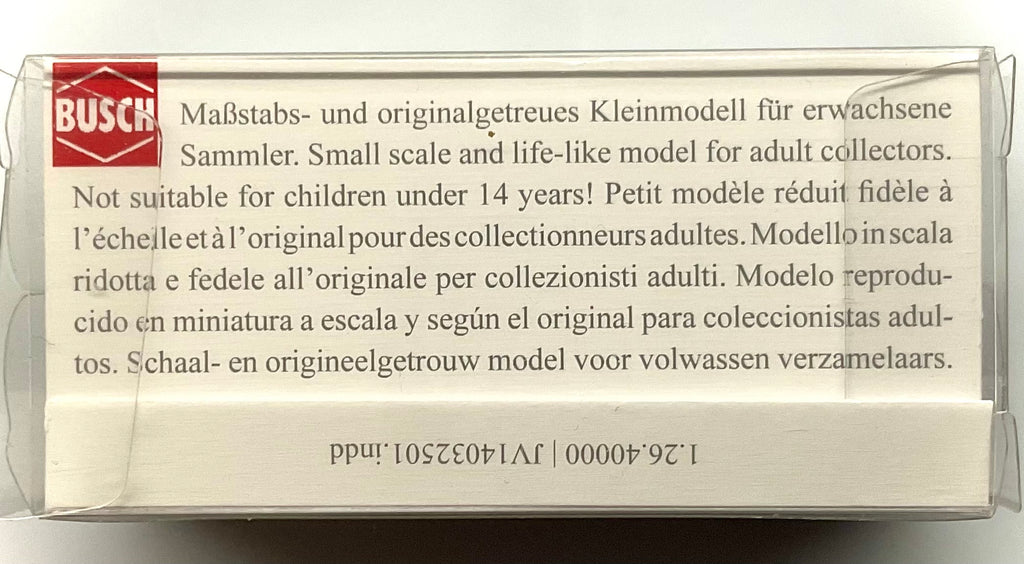 BUSCH
Maßstabs- und originalgetreues Kleinmodell für erwachsene
Sammler. Small scale and life-like model for adult collectors.
Not suitable for children under 14 years! Petit modèle réduit fidèle à
l’échelle et à l’original pour des collectionneurs adultes. Modello in scala
ridotta e fedele all’originale per collezionisti adulti. Modelo reprodu-
cido en miniatura a escala y según el original para coleccionistas adul-
tos. Schaal- en origineelgetrouw model voor volwassen verzamelaars.
1.26.40000 | JV14032501.indd